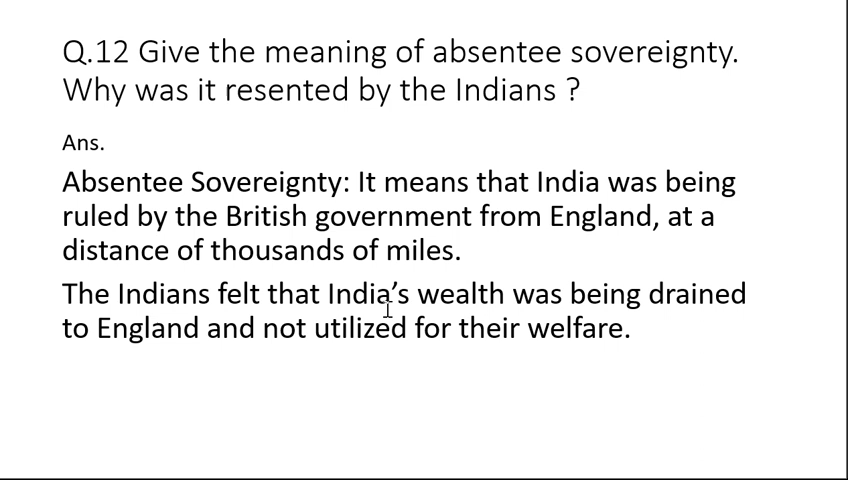 Q.12 Give the meaning of absentee sovereignty.
Why was it resented by the Indians ?
Ans.
Absentee Sovereignty: It means that India was being
ruled by the British government from England, at a
distance of thousands of miles.
The Indians felt that India’s wealth was being drained
to England and not utilized for their welfare.